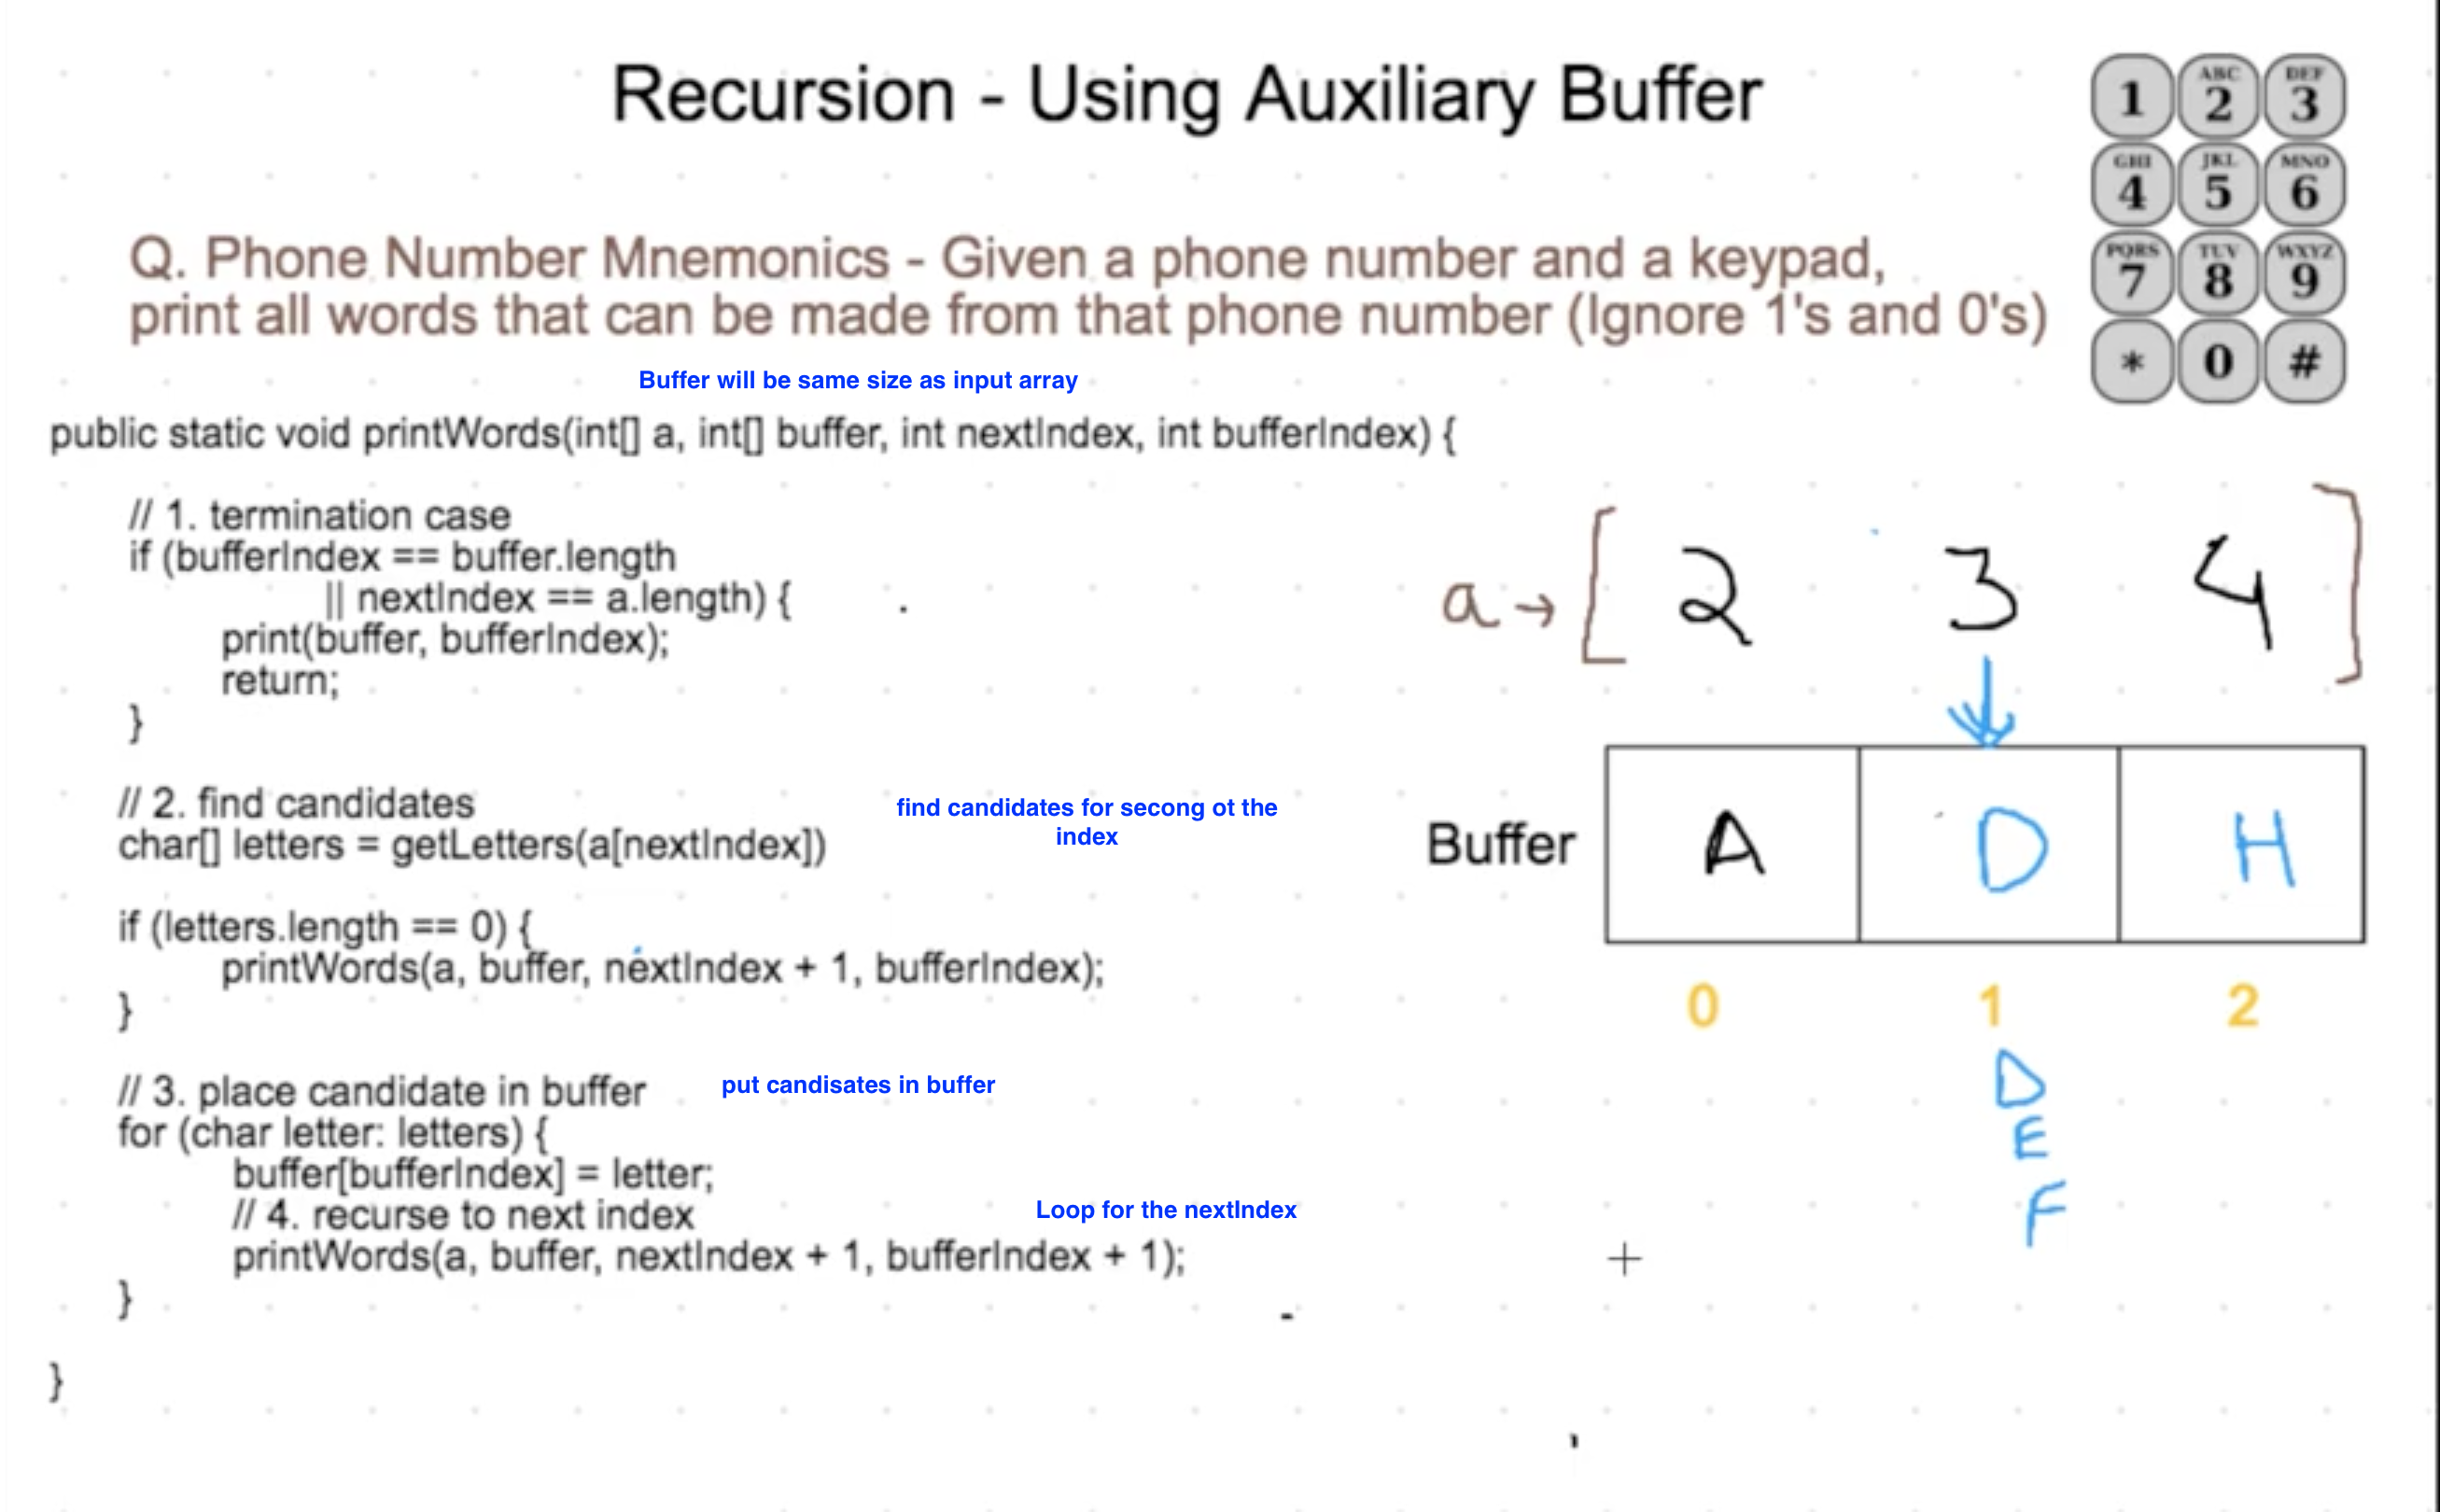 Recursion - Using Auxiliary Buffer
1
ABC
2
DEF
3
GHI
4
JKL
5
MNO
6
PQRS
7
TUV
8
WXYZ
9
*
0
#
Q. Phone Number Mnemonics - Given a phone number and a keypad,
print all words that can be made from that phone number (Ignore 1's and 0's)
Buffer will be same size as input array
public static void printWords(int[] a, int[] buffer, int nextIndex, int bufferIndex) {
// 1. termination case
if (bufferIndex == buffer.length
|| nextIndex == a.length) {
print(buffer, bufferIndex);
return;
}
// 2. find candidates
char[] letters = getLetters(a[nextIndex])
find candidates for secong ot the
index
if (letters.length == 0) {
printWords(a, buffer, nextIndex + 1, bufferIndex);
}
// 3. place candidate in buffer
put candisates in buffer
for (char letter: letters) {
buffer[bufferIndex] = letter;
// 4. recurse to next index
Loop for the nextIndex
printWords(a, buffer, nextIndex + 1, bufferIndex + 1);
}
}
a → [ 2 3 4 ]
Buffer
A D H
0 1 2
D
E
F